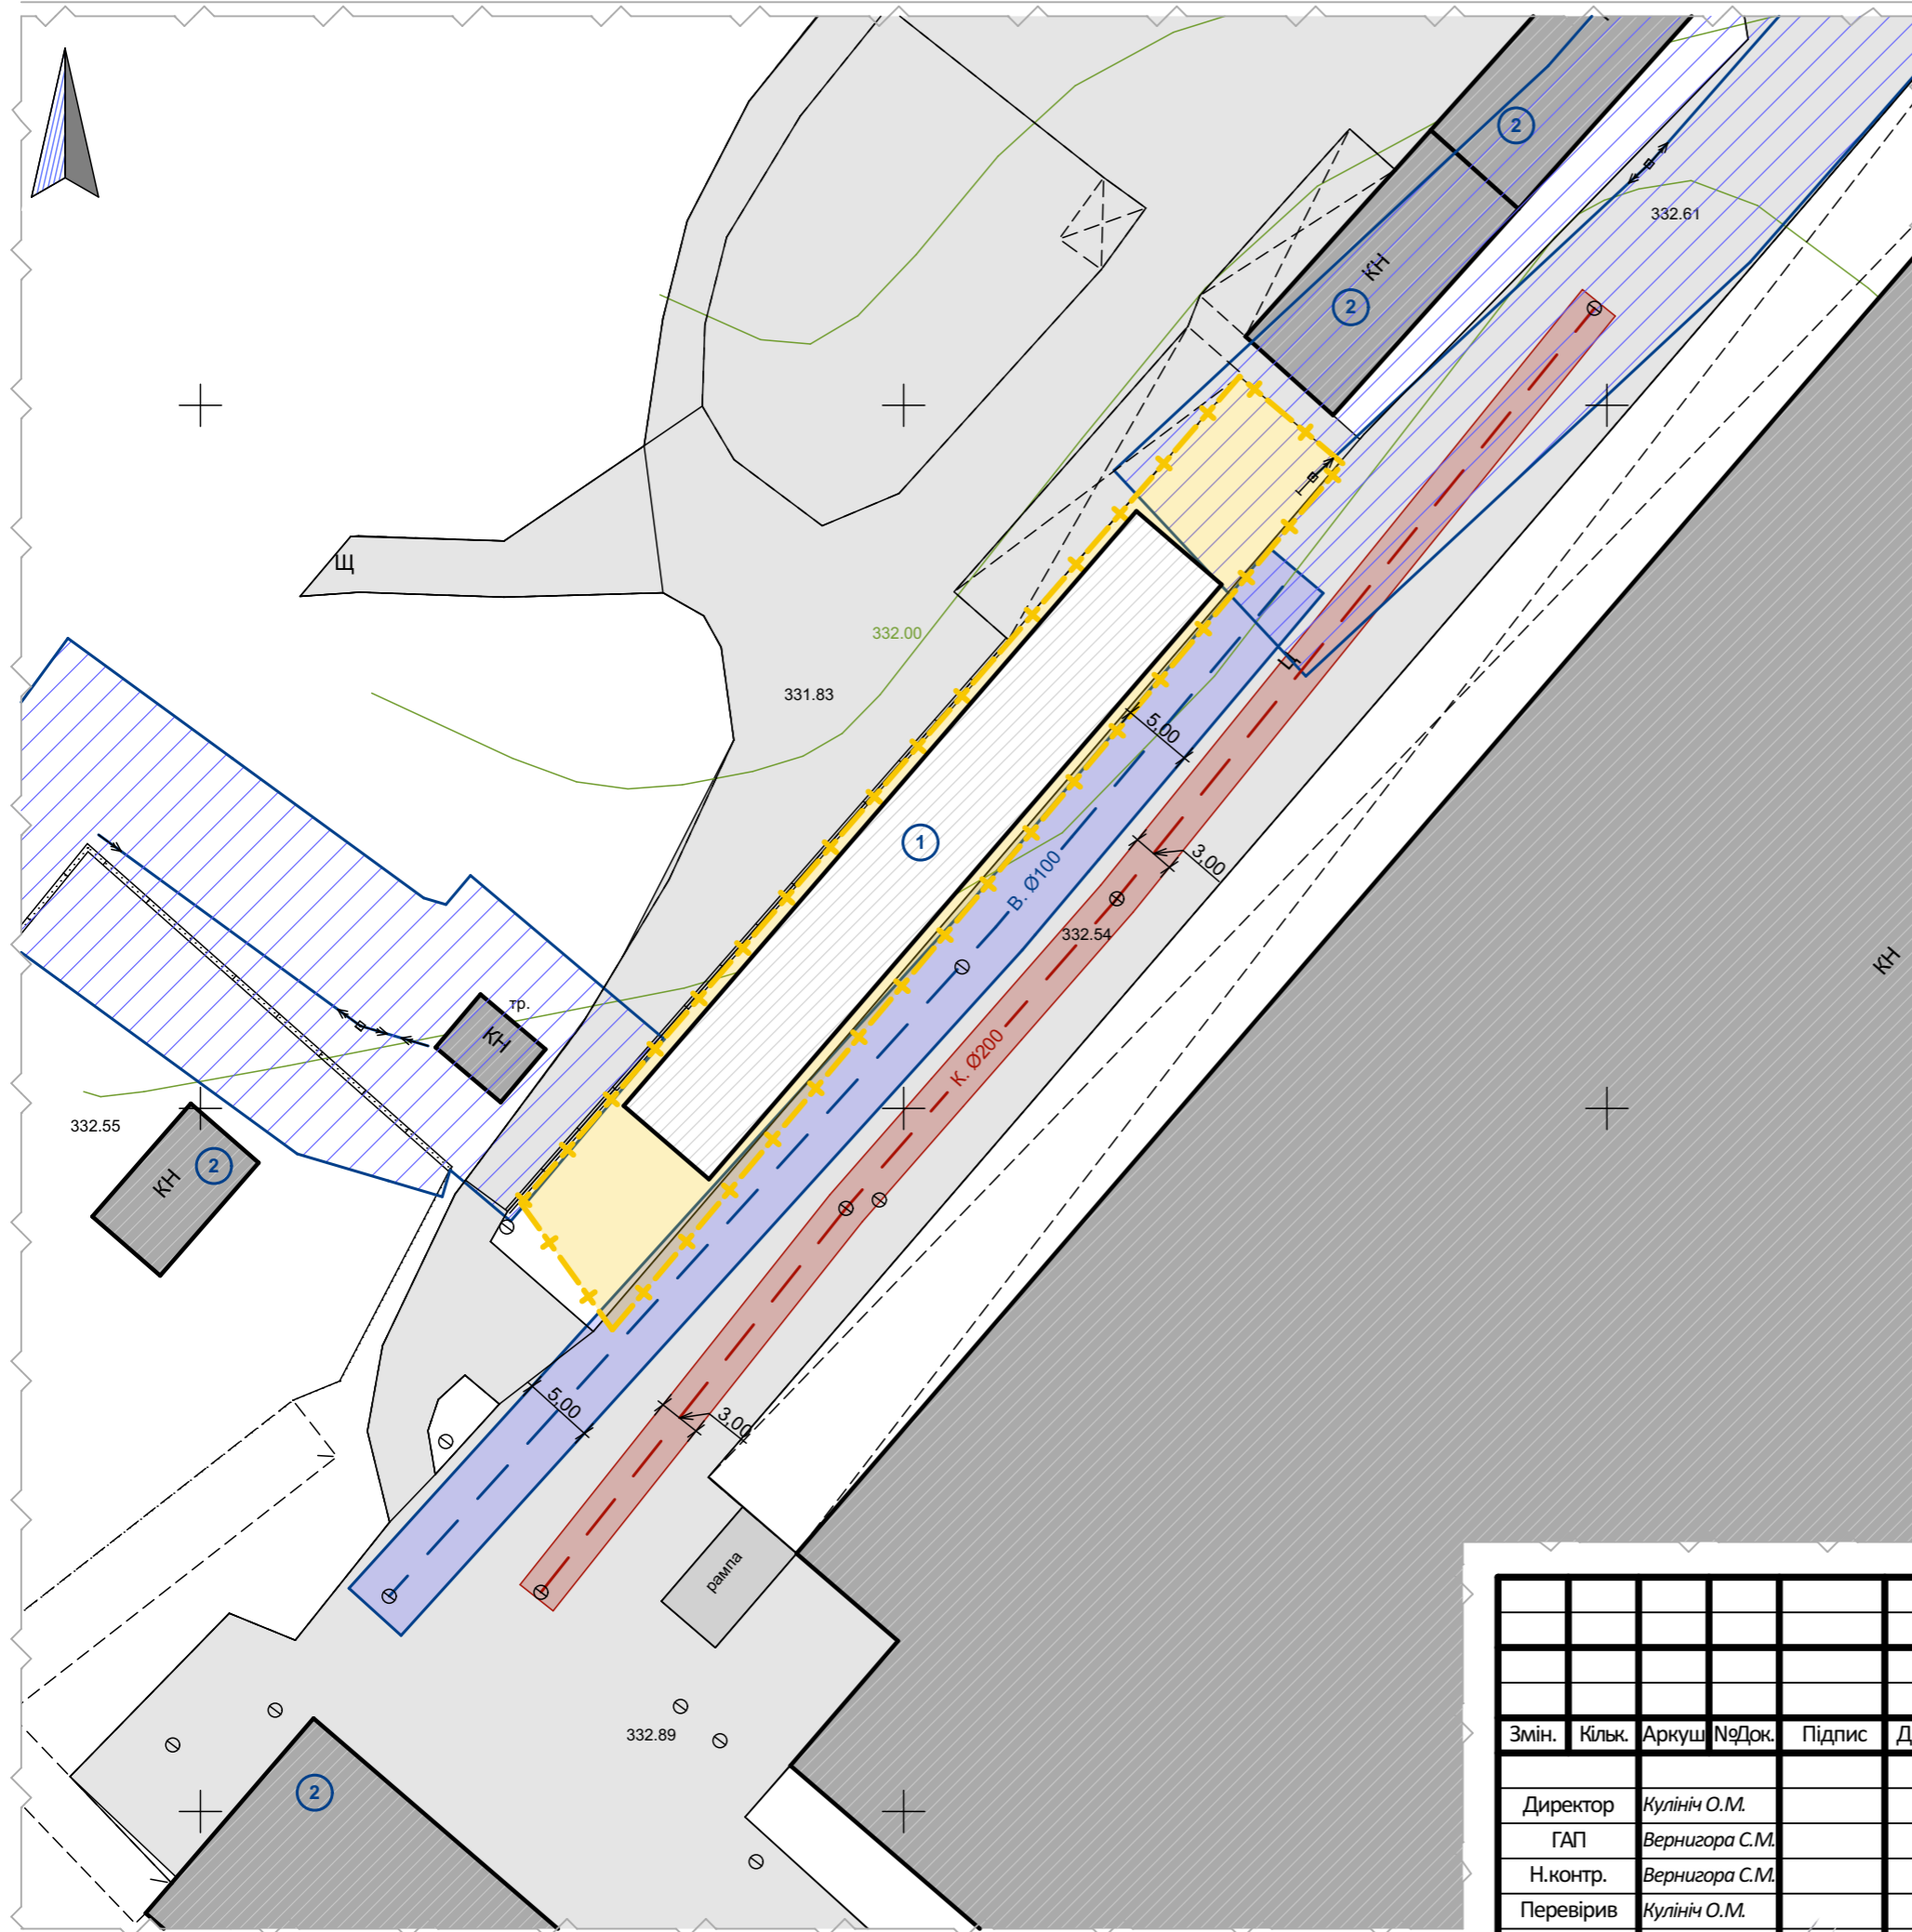 2
332.61
КН
2
Щ
332.00
331.83
5,00
1
3,00
В. Ø100
332.54
КН
тр.
КН
К. Ø200
332.55
2
КН
5,00
3,00
рампа
332.89
2
Змін. Кільк. Аркуш №Док. Підпис
Директор Кулініч О.М.
ГАП Вернигора С.М.
Н.контр. Вернигора С.М.
Перевірив Кулініч О.М.